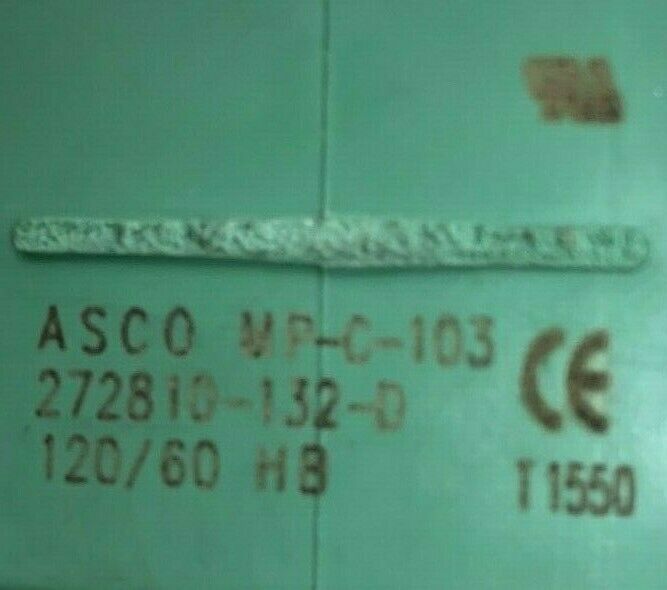 ASCO MP-C-103
272810-132-D
120/60 HB
CE
T1550